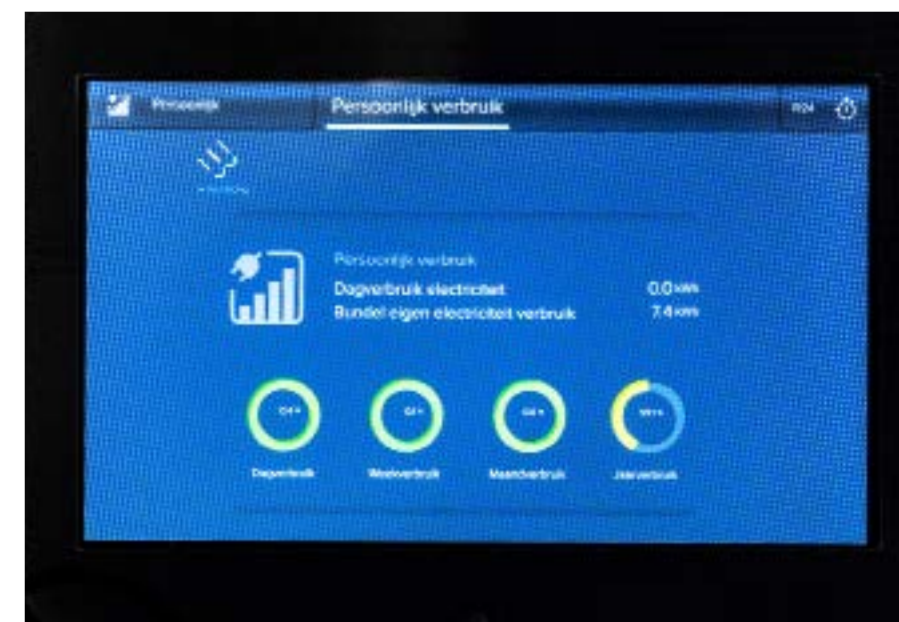 Persoonlijk
Persoonlijk verbruik
Persoonlijk verbruik
Dagverbruik electriciteit 0.0 kWh
Bundel eigen electriciteit verbruik 7.4 kWh
Dagverbruik
Weekverbruik
Maandverbruik
Jaarverbruik